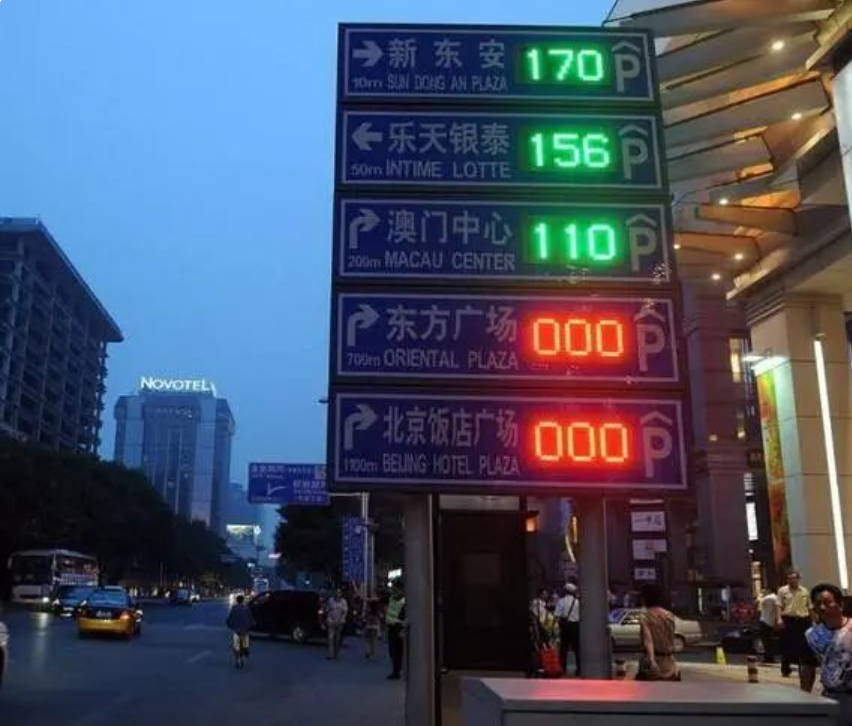 新东安 170 P
10m SUN DONG AN PLAZA
乐天银泰 156 P
50m INTIME LOTTE
澳门中心 110 P
200m MACAU CENTER
东方广场 000 P
700m ORIENTAL PLAZA
北京饭店广场 000 P
1100m BEIJING HOTEL PLAZA
NOVOTEL